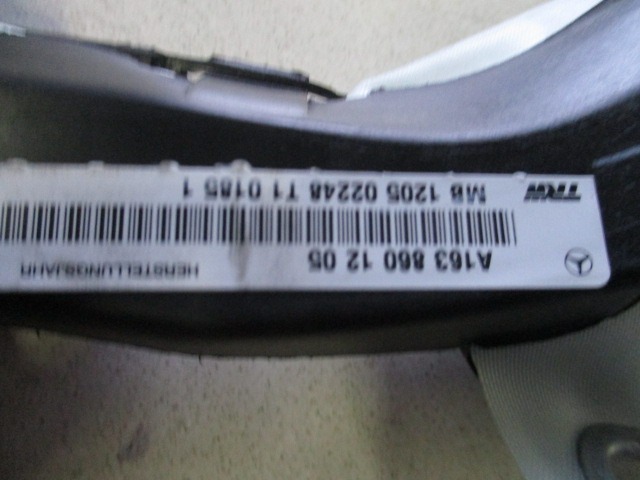 A163 860 12 05
HERSTELLUNGSJAHR
TRW
M8 1205 02248 T1 0185 1